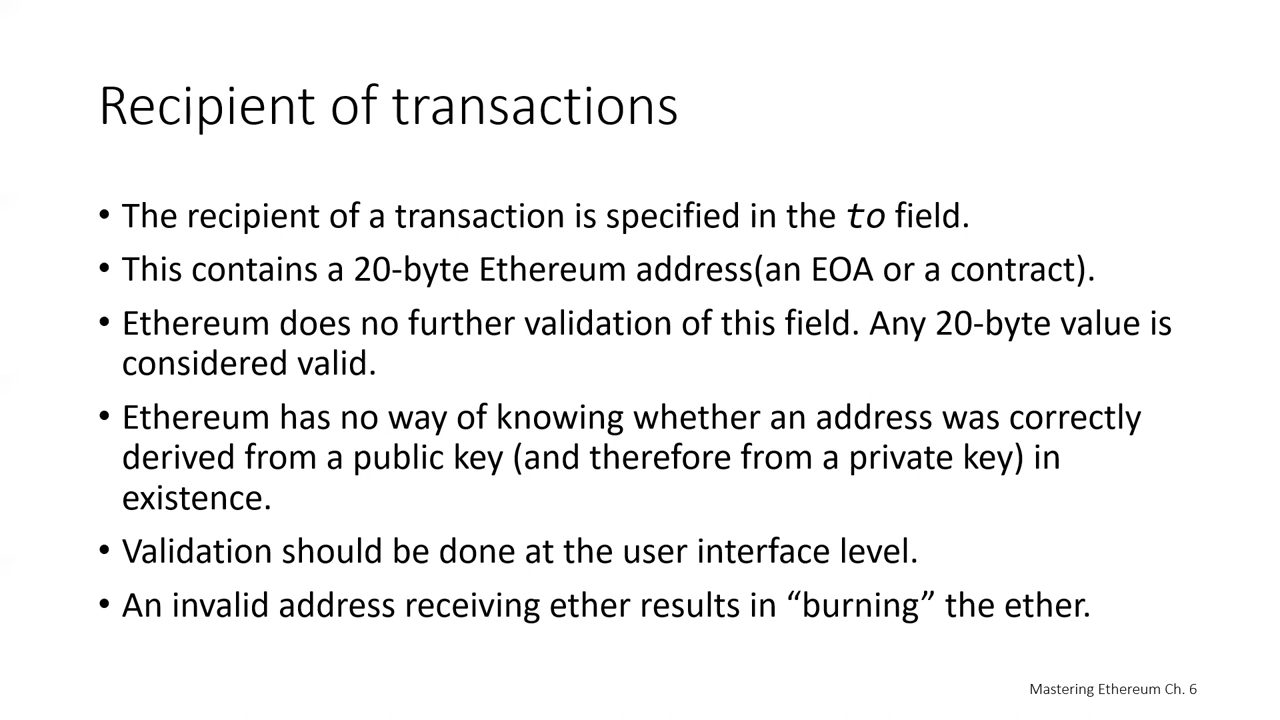 Recipient of transactions
• The recipient of a transaction is specified in the to field.
• This contains a 20-byte Ethereum address(an EOA or a contract).
• Ethereum does no further validation of this field. Any 20-byte value is
considered valid.
• Ethereum has no way of knowing whether an address was correctly
derived from a public key (and therefore from a private key) in
existence.
• Validation should be done at the user interface level.
• An invalid address receiving ether results in “burning” the ether.
Mastering Ethereum Ch. 6